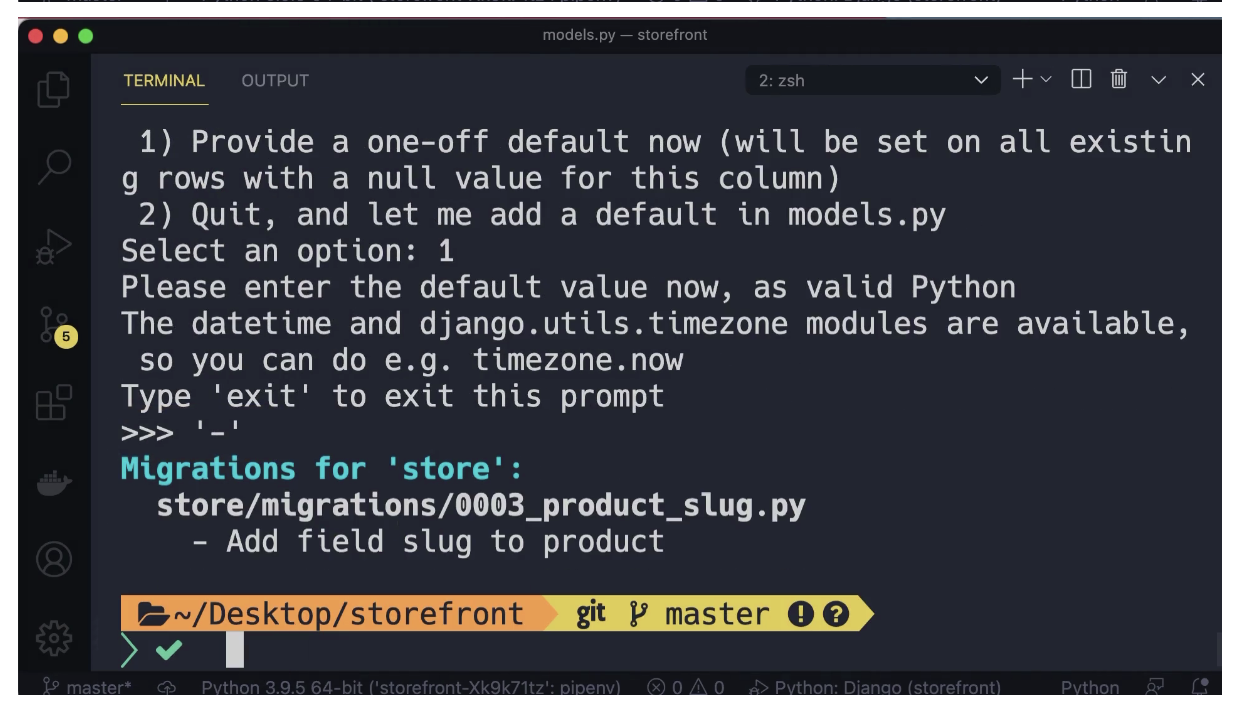 models.py — storefront
TERMINAL OUTPUT 2: zsh
1) Provide a one-off default now (will be set on all existin
g rows with a null value for this column)
2) Quit, and let me add a default in models.py
Select an option: 1
Please enter the default value now, as valid Python
The datetime and django.utils.timezone modules are available,
so you can do e.g. timezone.now
Type 'exit' to exit this prompt
>>> '-'
Migrations for 'store':
store/migrations/0003_product_slug.py
- Add field slug to product
5
~/Desktop/storefront git master
master* Python 3.9.5 64-bit ('storefront-Xk9k71tz': pipenv) 0 0 Python: Django (storefront) Python